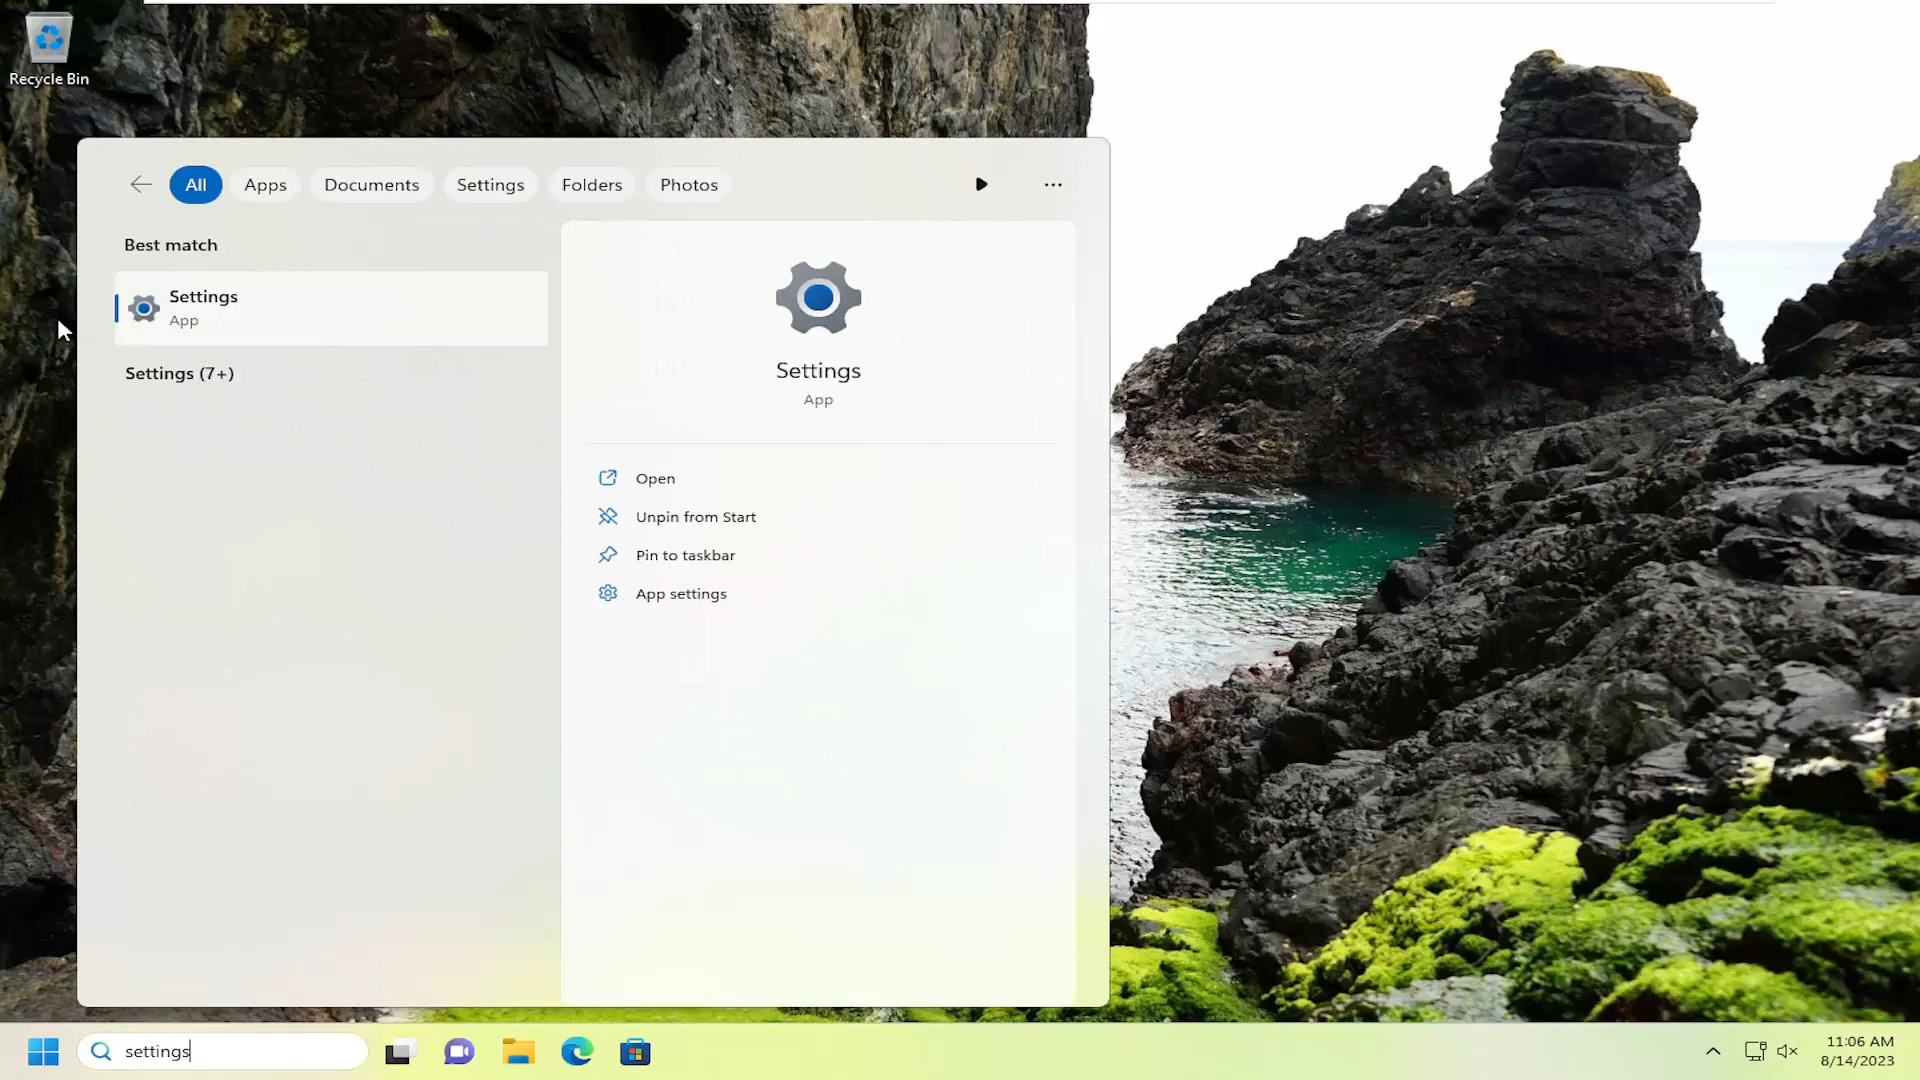 Recycle Bin
All
Apps
Documents
Settings
Folders
Photos
Best match
Settings
App
Settings (7+)
Settings
App
Open
Unpin from Start
Pin to taskbar
App settings
settings
11:06 AM
8/14/2023